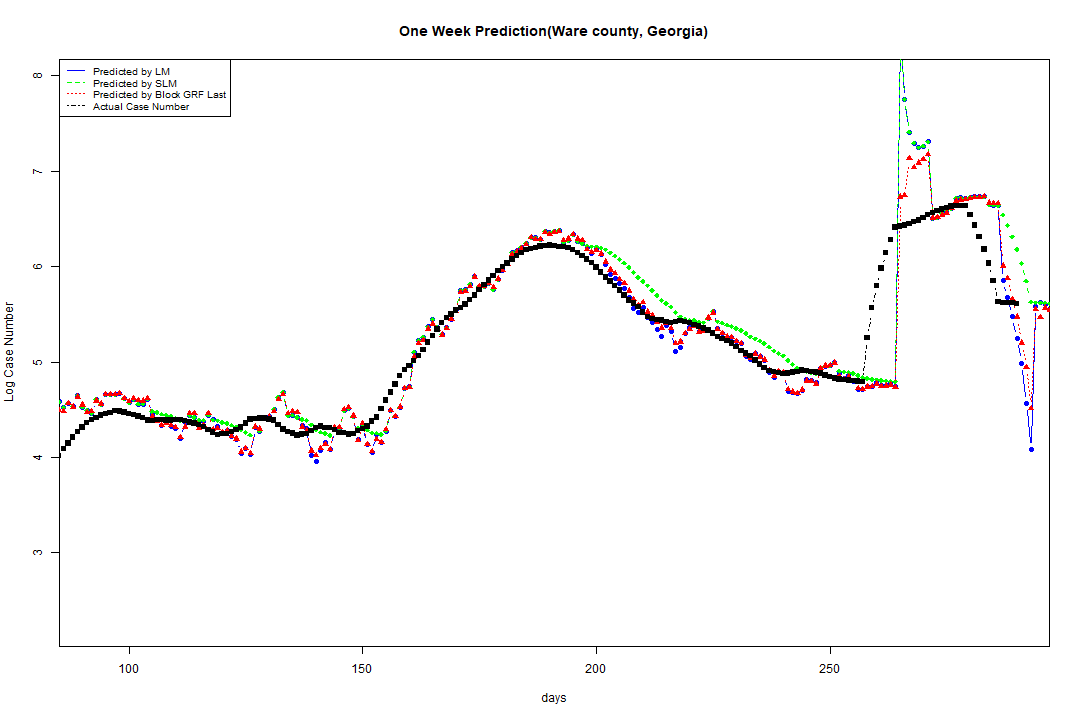 One Week Prediction(Ware county, Georgia)
Predicted by LM
Predicted by SLM
Predicted by Block GRF Last
Actual Case Number
8
7
6
5
4
3
Log Case Number
100 150 200 250
days